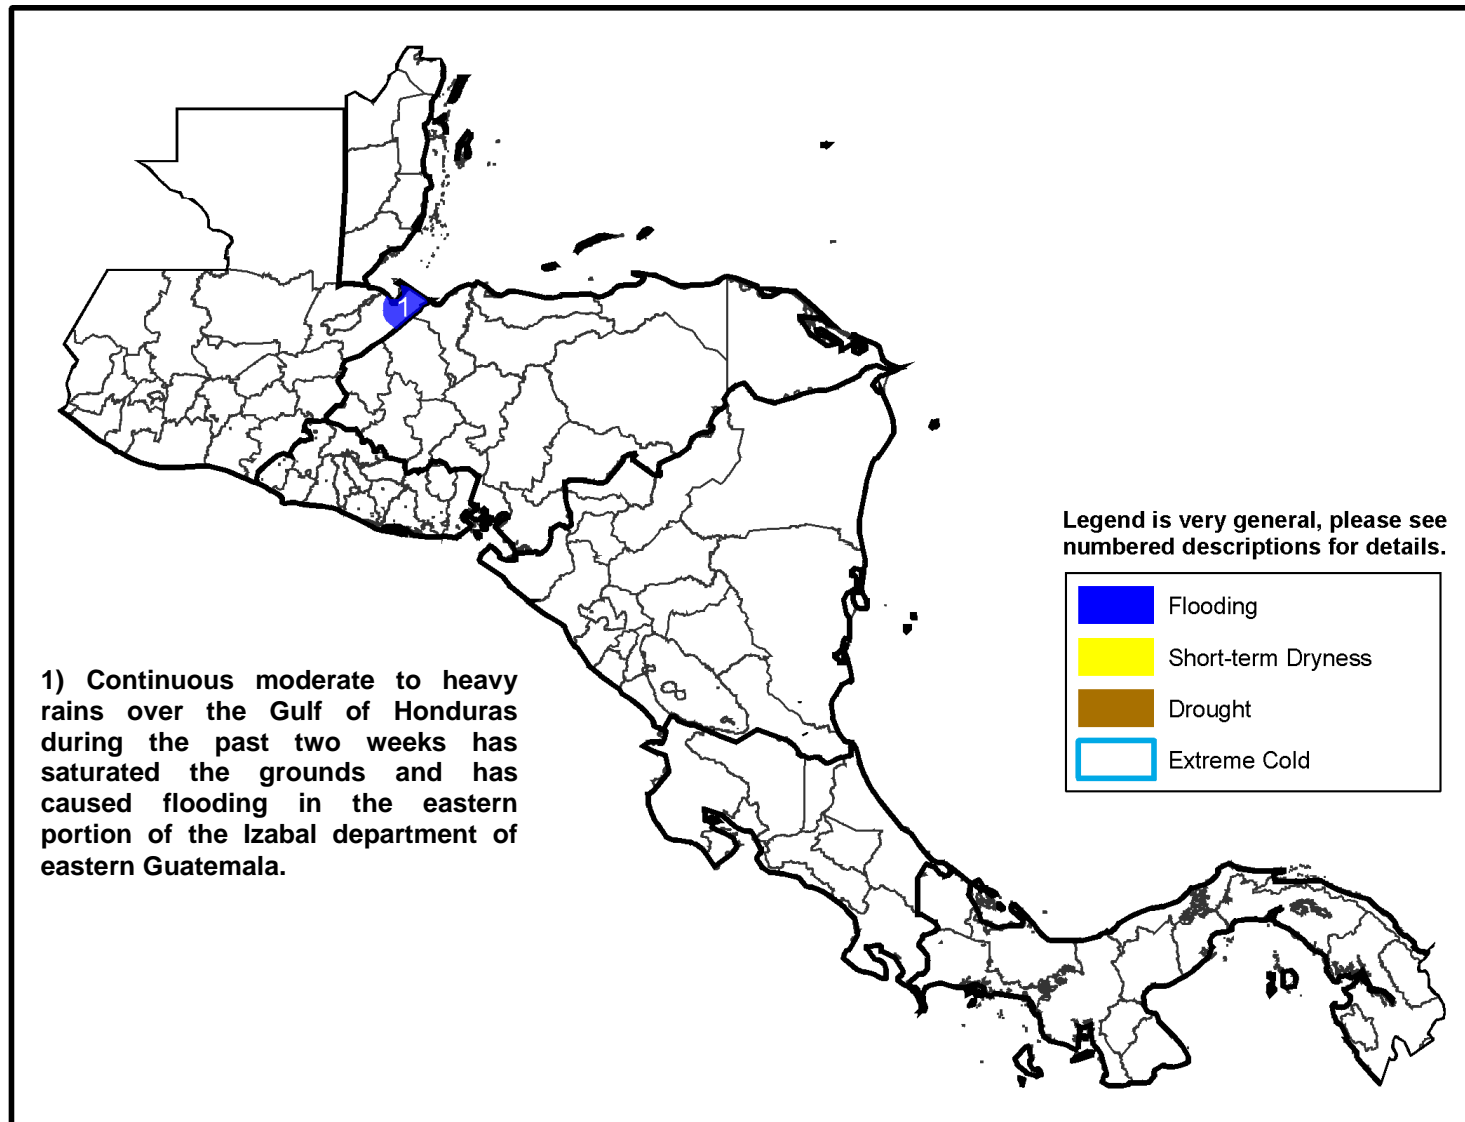 1
Legend is very general, please see
numbered descriptions for details.
Flooding
Short-term Dryness
Drought
Extreme Cold
1) Continuous moderate to heavy
rains over the Gulf of Honduras
during the past two weeks has
saturated the grounds and has
caused flooding in the eastern
portion of the Izabal department of
eastern Guatemala.